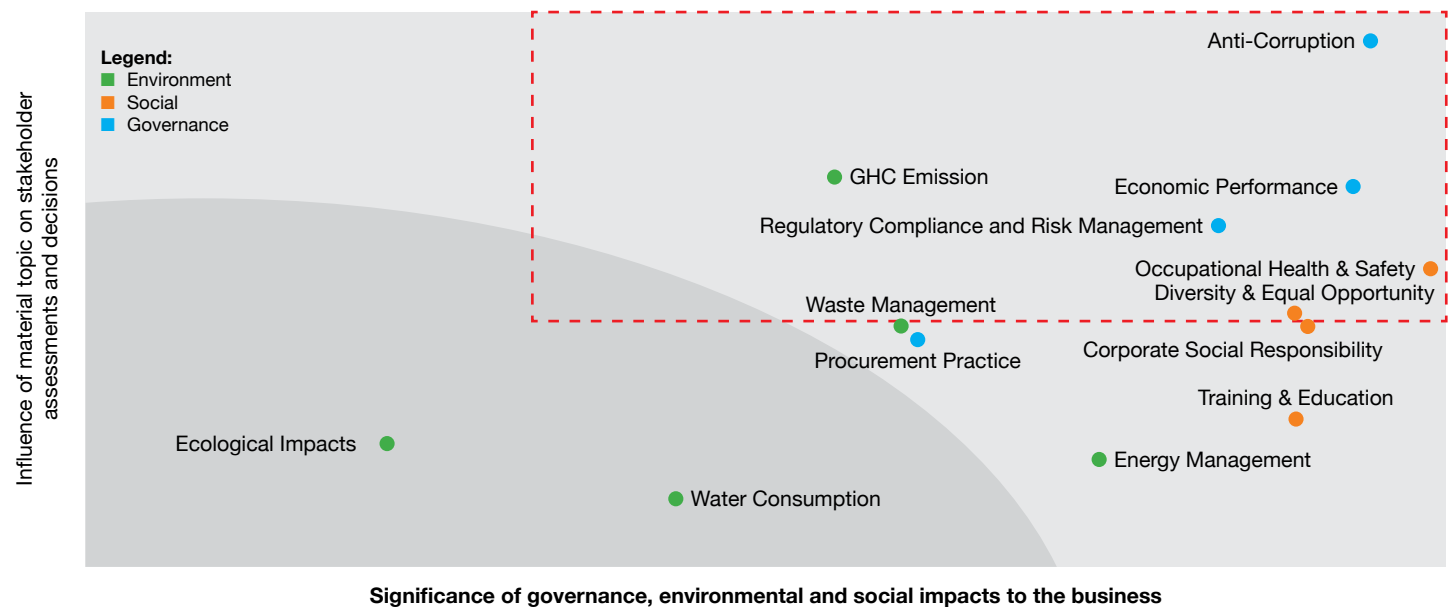 Legend:
Environment
Social
Governance
Influence of material topic on stakeholder
assessments and decisions
Anti-Corruption
GHC Emission
Economic Performance
Regulatory Compliance and Risk Management
Occupational Health & Safety
Diversity & Equal Opportunity
Waste Management
Procurement Practice
Corporate Social Responsibility
Training & Education
Ecological Impacts
Energy Management
Water Consumption
Significance of governance, environmental and social impacts to the business